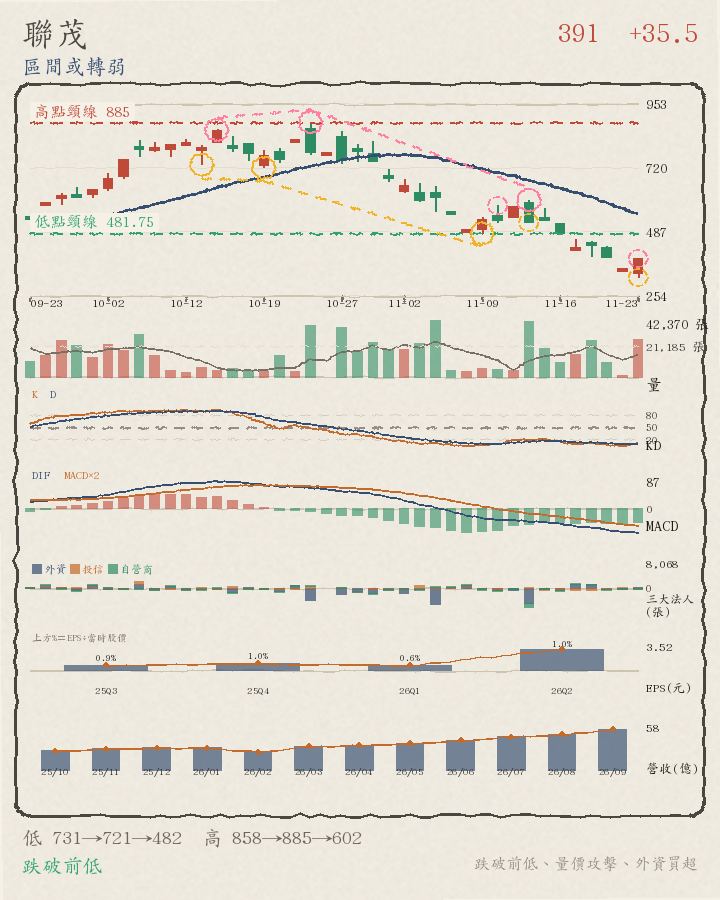 聯茂
391 +35.5
區間或轉弱
高點頸線 885
低點頸線 481.75
953
720
487
254
09-23 10-02 10-12 10-19 10-27 11-02 11-09 11-16 11-23
42,370 張
21,185 張
量
K D
80
50
20
KD
DIF MACD×2
87
0
MACD
外資 投信 自營商
8,068
0
三大法人
(張)
上方%=EPS÷當時股價
0.9% 1.0% 0.6% 1.0%
3.52
25Q3 25Q4 26Q1 26Q2
EPS(元)
58
25/10 25/11 25/12 26/01 26/02 26/03 26/04 26/05 26/06 26/07 26/08 26/09
營收(億)
低 731→721→482 高 858→885→602
跌破前低
跌破前低、量價攻擊、外資買超